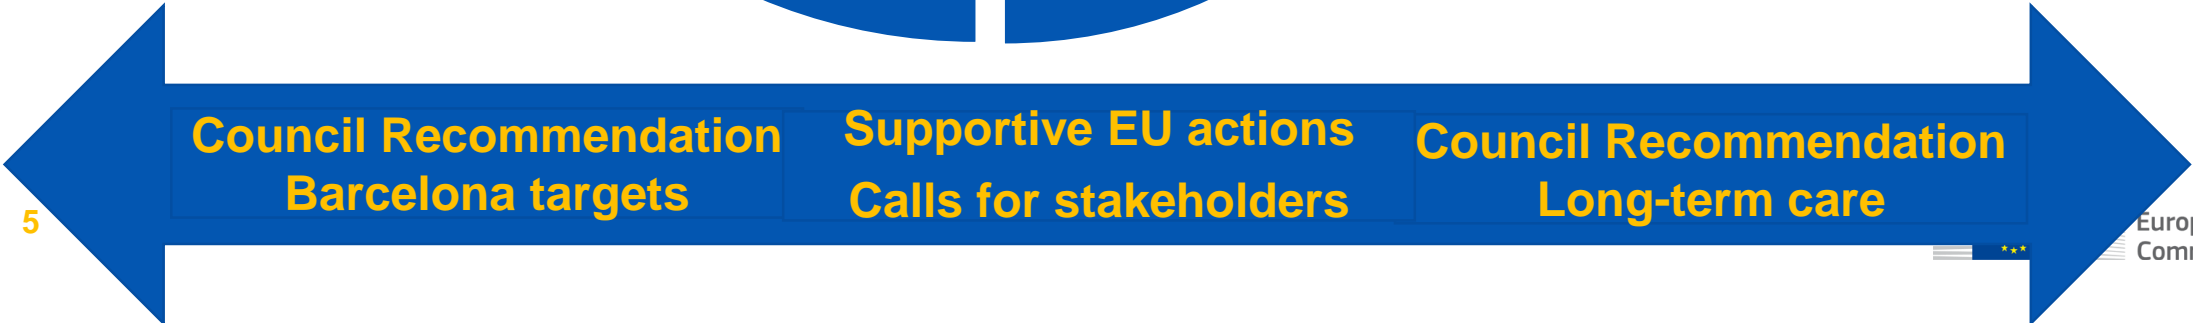 Council Recommendation
Barcelona targets
Supportive EU actions
Calls for stakeholders
Council Recommendation
Long-term care
5